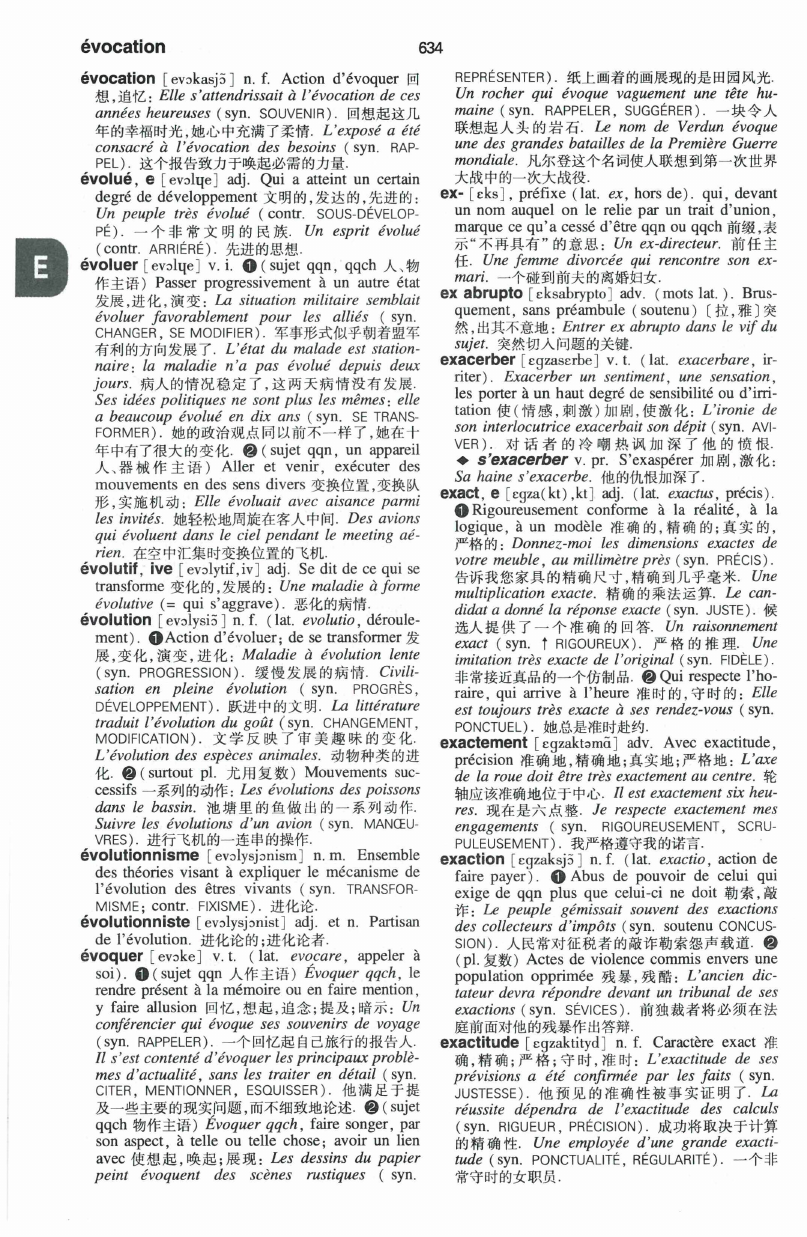 évocation 634
évocation [evɔkasjɔ̃] n. f. Action d'évoquer 回
想,追忆: Elle s'attendrissait à l'évocation de ces
années heureuses (syn. SOUVENIR). 回想起这几
年的幸福时光,她心中充满了柔情. L'exposé a été
consacré à l'évocation des besoins (syn. RAP-
PEL). 这个报告致力于唤起必需的力量.
évolué, e [evɔlɥe] adj. Qui a atteint un certain
degré de développement 文明的,发达的,先进的:
Un peuple très évolué (contr. SOUS-DÉVELOP-
PÉ). 一个非常文明的民族. Un esprit évolué
(contr. ARRIÉRÉ). 先进的思想.
E
évoluer [evɔlɥe] v. i. ❶(sujet qqn, qqch 人、物
作主语) Passer progressivement à un autre état
发展,进化,演变: La situation militaire semblait
évoluer favorablement pour les alliés (syn.
CHANGER, SE MODIFIER). 军事形式似乎朝着盟军
有利的方向发展了. L'état du malade est station-
naire: la maladie n'a pas évolué depuis deux
jours. 病人的情况稳定了,这两天病情没有发展.
Ses idées politiques ne sont plus les mêmes: elle
a beaucoup évolué en dix ans (syn. SE TRANS-
FORMER). 她的政治观点同以前不一样了,她在十
年中有了很大的变化. ❷(sujet qqn, un appareil
人、器械作主语) Aller et venir, exécuter des
mouvements en des sens divers 变换位置,变换队
形,实施机动: Elle évoluait avec aisance parmi
les invités. 她轻松地周旋在客人中间. Des avions
qui évoluent dans le ciel pendant le meeting aé-
rien. 在空中汇集时变换位置的飞机.
évolutif, ive [evɔlytif,iv] adj. Se dit de ce qui se
transforme 变化的,发展的: Une maladie à forme
évolutive (= qui s'aggrave). 恶化的病情.
évolution [evɔlysjɔ̃] n. f. (lat. evolutio, déroule-
ment). ❶Action d'évoluer; de se transformer 发
展,变化,演变,进化: Maladie à évolution lente
(syn. PROGRESSION). 缓慢发展的病情. Civili-
sation en pleine évolution (syn. PROGRÈS,
DÉVELOPPEMENT). 跃进中的文明. La littérature
traduit l'évolution du goût (syn. CHANGEMENT,
MODIFICATION). 文学反映了审美趣味的变化.
L'évolution des espèces animales. 动物种类的进
化. ❷(surtout pl. 尤用复数) Mouvements suc-
cessifs 一系列的动作: Les évolutions des poissons
dans le bassin. 池塘里的鱼做出的一系列动作.
Suivre les évolutions d'un avion (syn. MANŒU-
VRES). 进行飞机的一连串的操作.
évolutionnisme [evɔlysjɔnism] n. m. Ensemble
des théories visant à expliquer le mécanisme de
l'évolution des êtres vivants (syn. TRANSFOR-
MISME; contr. FIXISME). 进化论.
évolutionniste [evɔlysjɔnist] adj. et n. Partisan
de l'évolution. 进化论的;进化论者.
évoquer [evɔke] v. t. (lat. evocare, appeler à
soi). ❶(sujet qqn 人作主语) Évoquer qqch, le
rendre présent à la mémoire ou en faire mention,
y faire allusion 回忆,想起,追念;提及;暗示: Un
conférencier qui évoque ses souvenirs de voyage
(syn. RAPPELER). 一个回忆起自己旅行的报告人.
Il s'est contenté d'évoquer les principaux problè-
mes d'actualité, sans les traiter en détail (syn.
CITER, MENTIONNER, ESQUISSER). 他满足于提
及一些主要的现实问题,而不细致地论述. ❷(sujet
qqch 物作主语) Évoquer qqch, faire songer, par
son aspect, à telle ou telle chose; avoir un lien
avec 使想起,唤起;展现: Les dessins du papier
peint évoquent des scènes rustiques (syn.
REPRÉSENTER). 纸上画着的画展现的是田园风光.
Un rocher qui évoque vaguement une tête hu-
maine (syn. RAPPELER, SUGGÉRER). 一块令人
联想起人头的岩石. Le nom de Verdun évoque
une des grandes batailles de la Première Guerre
mondiale. 凡尔登这个名词使人联想到第一次世界
大战中的一次大战役.
ex- [ɛks], préfixe (lat. ex, hors de). qui, devant
un nom auquel on le relie par un trait d'union,
marque ce qu'a cessé d'être qqn ou qqch 前缀,表
示“不再具有”的意思: Un ex-directeur. 前任主
任. Une femme divorcée qui rencontre son ex-
mari. 一个碰到前夫的离婚妇女.
ex abrupto [ɛksabrypto] adv. (mots lat.). Brus-
quement, sans préambule (soutenu) 〔拉,雅〕突
然,出其不意地: Entrer ex abrupto dans le vif du
sujet. 突然切入问题的关键.
exacerber [ɛgzasɛrbe] v. t. (lat. exacerbare, ir-
riter). Exacerber un sentiment, une sensation,
les porter à un haut degré de sensibilité ou d'irri-
tation 使(情感,刺激)加剧,使激化: L'ironie de
son interlocutrice exacerbait son dépit (syn. AVI-
VER). 对话者的冷嘲热讽加深了他的愤恨.
◆ s'exacerber v. pr. S'exaspérer 加剧,激化:
Sa haine s'exacerbe. 他的仇恨加深了.
exact, e [ɛgza(kt),kt] adj. (lat. exactus, précis).
❶Rigoureusement conforme à la réalité, à la
logique, à un modèle 准确的,精确的;真实的,
严格的: Donnez-moi les dimensions exactes de
votre meuble, au millimètre près (syn. PRÉCIS).
告诉我您家具的精确尺寸,精确到几乎毫米. Une
multiplication exacte. 精确的乘法运算. Le can-
didat a donné la réponse exacte (syn. JUSTE). 候
选人提供了一个准确的回答. Un raisonnement
exact (syn. ↑ RIGOUREUX). 严格的推理. Une
imitation très exacte de l'original (syn. FIDÈLE).
非常接近真品的一个仿制品. ❷Qui respecte l'ho-
raire, qui arrive à l'heure 准时的,守时的: Elle
est toujours très exacte à ses rendez-vous (syn.
PONCTUEL). 她总是准时赴约.
exactement [ɛgzaktəmɑ̃] adv. Avec exactitude,
précision 准确地,精确地;真实地;严格地: L'axe
de la roue doit être très exactement au centre. 轮
轴应该准确地位于中心. Il est exactement six heu-
res. 现在是六点整. Je respecte exactement mes
engagements (syn. RIGOUREUSEMENT, SCRU-
PULEUSEMENT). 我严格遵守我的诺言.
exaction [ɛgzaksjɔ̃] n. f. (lat. exactio, action de
faire payer). ❶ Abus de pouvoir de celui qui
exige de qqn plus que celui-ci ne doit 勒索,敲
诈: Le peuple gémissait souvent des exactions
des collecteurs d'impôts (syn. soutenu CONCUS-
SION). 人民常对征税者的敲诈勒索怨声载道. ❷
(pl. 复数) Actes de violence commis envers une
population opprimée 残暴,残酷: L'ancien dic-
tateur devra répondre devant un tribunal de ses
exactions (syn. SÉVICES). 前独裁者将必须在法
庭前面对他的残暴作出答辩.
exactitude [ɛgzaktityd] n. f. Caractère exact 准
确,精确;严格;守时,准时: L'exactitude de ses
prévisions a été confirmée par les faits (syn.
JUSTESSE). 他预见的准确性被事实证明了. La
réussite dépendra de l'exactitude des calculs
(syn. RIGUEUR, PRÉCISION). 成功将取决于计算
的精确性. Une employée d'une grande exacti-
tude (syn. PONCTUALITÉ, RÉGULARITÉ). 一个非
常守时的女职员.